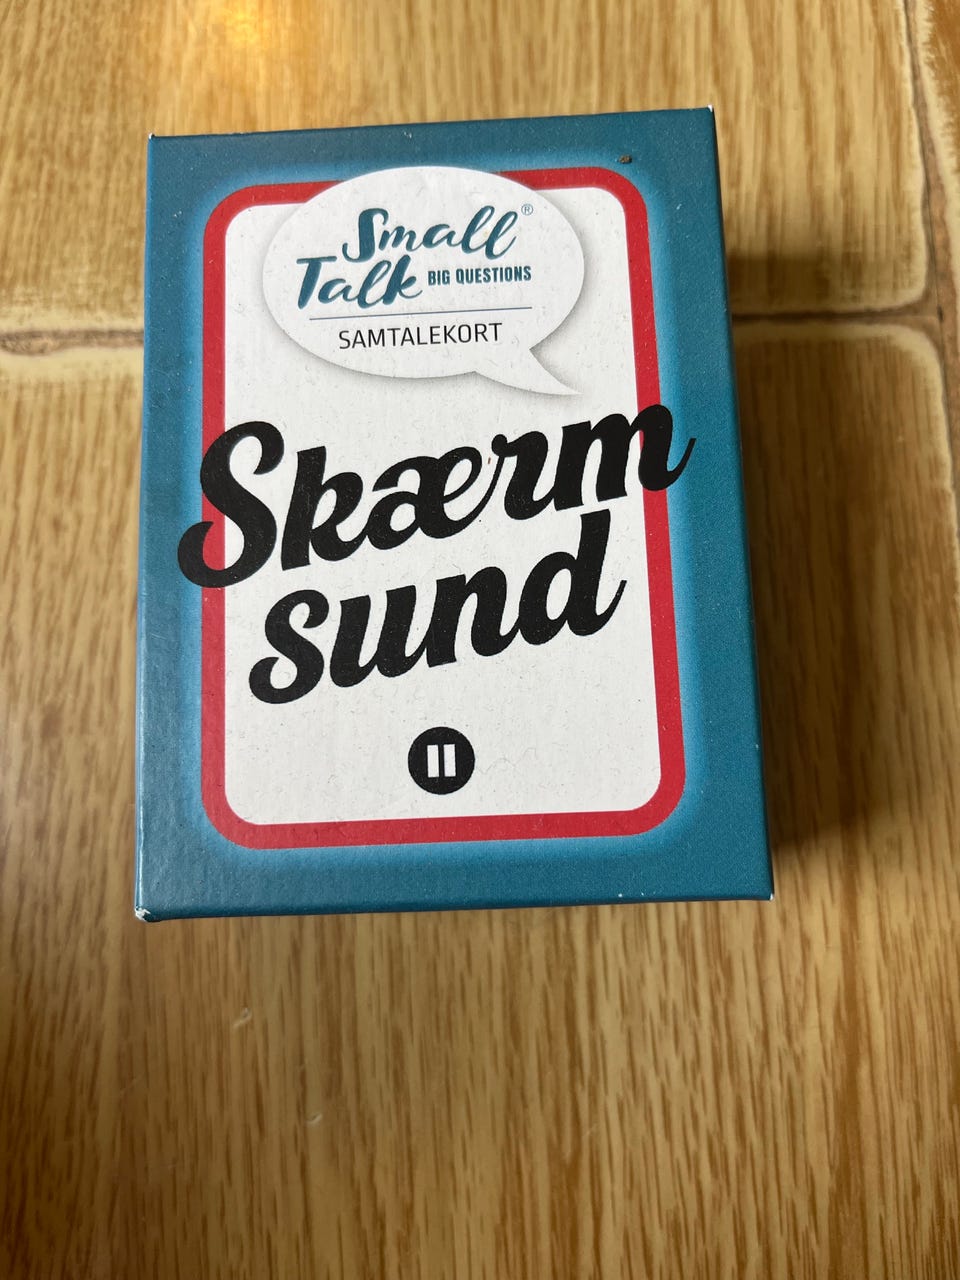 Small®
Talk BIG QUESTIONS
SAMTALEKORT
Skærm
sund